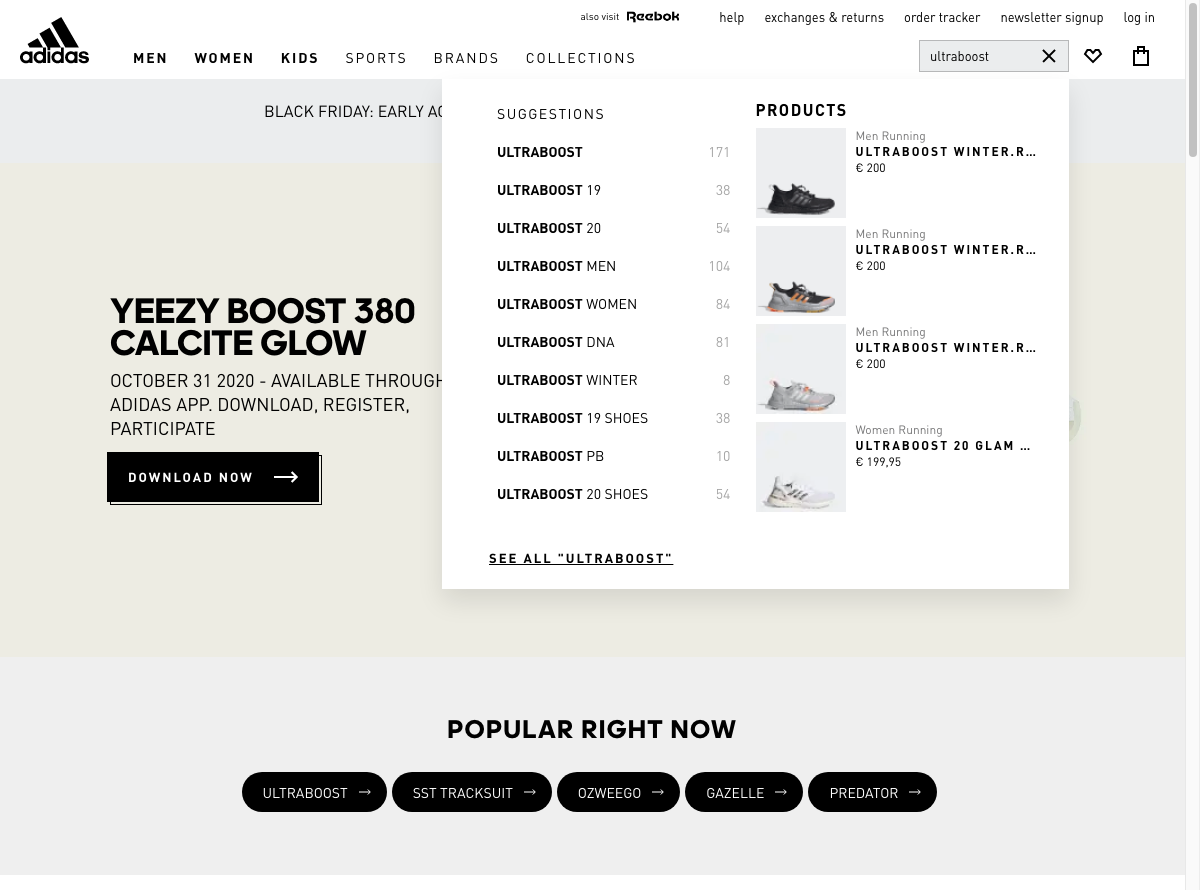 also visit Reebok
help
exchanges & returns
order tracker
newsletter signup
log in
adidas
MEN
WOMEN
KIDS
SPORTS
BRANDS
COLLECTIONS
ultraboost
BLACK FRIDAY: EARLY
SUGGESTIONS
ULTRABOOST 171
ULTRABOOST 19 38
ULTRABOOST 20 54
ULTRABOOST MEN 104
ULTRABOOST WOMEN 84
ULTRABOOST DNA 81
ULTRABOOST WINTER 8
ULTRABOOST 19 SHOES 38
ULTRABOOST PB 10
ULTRABOOST 20 SHOES 54
SEE ALL "ULTRABOOST"
PRODUCTS
Men Running
ULTRABOOST WINTER.R...
€ 200
Men Running
ULTRABOOST WINTER.R...
€ 200
Men Running
ULTRABOOST WINTER.R...
€ 200
Women Running
ULTRABOOST 20 GLAM ...
€ 199,95
YEEZY BOOST 380
CALCITE GLOW
OCTOBER 31 2020 - AVAILABLE THROUGH
ADIDAS APP. DOWNLOAD, REGISTER,
PARTICIPATE
DOWNLOAD NOW
POPULAR RIGHT NOW
ULTRABOOST
SST TRACKSUIT
OZWEEGO
GAZELLE
PREDATOR